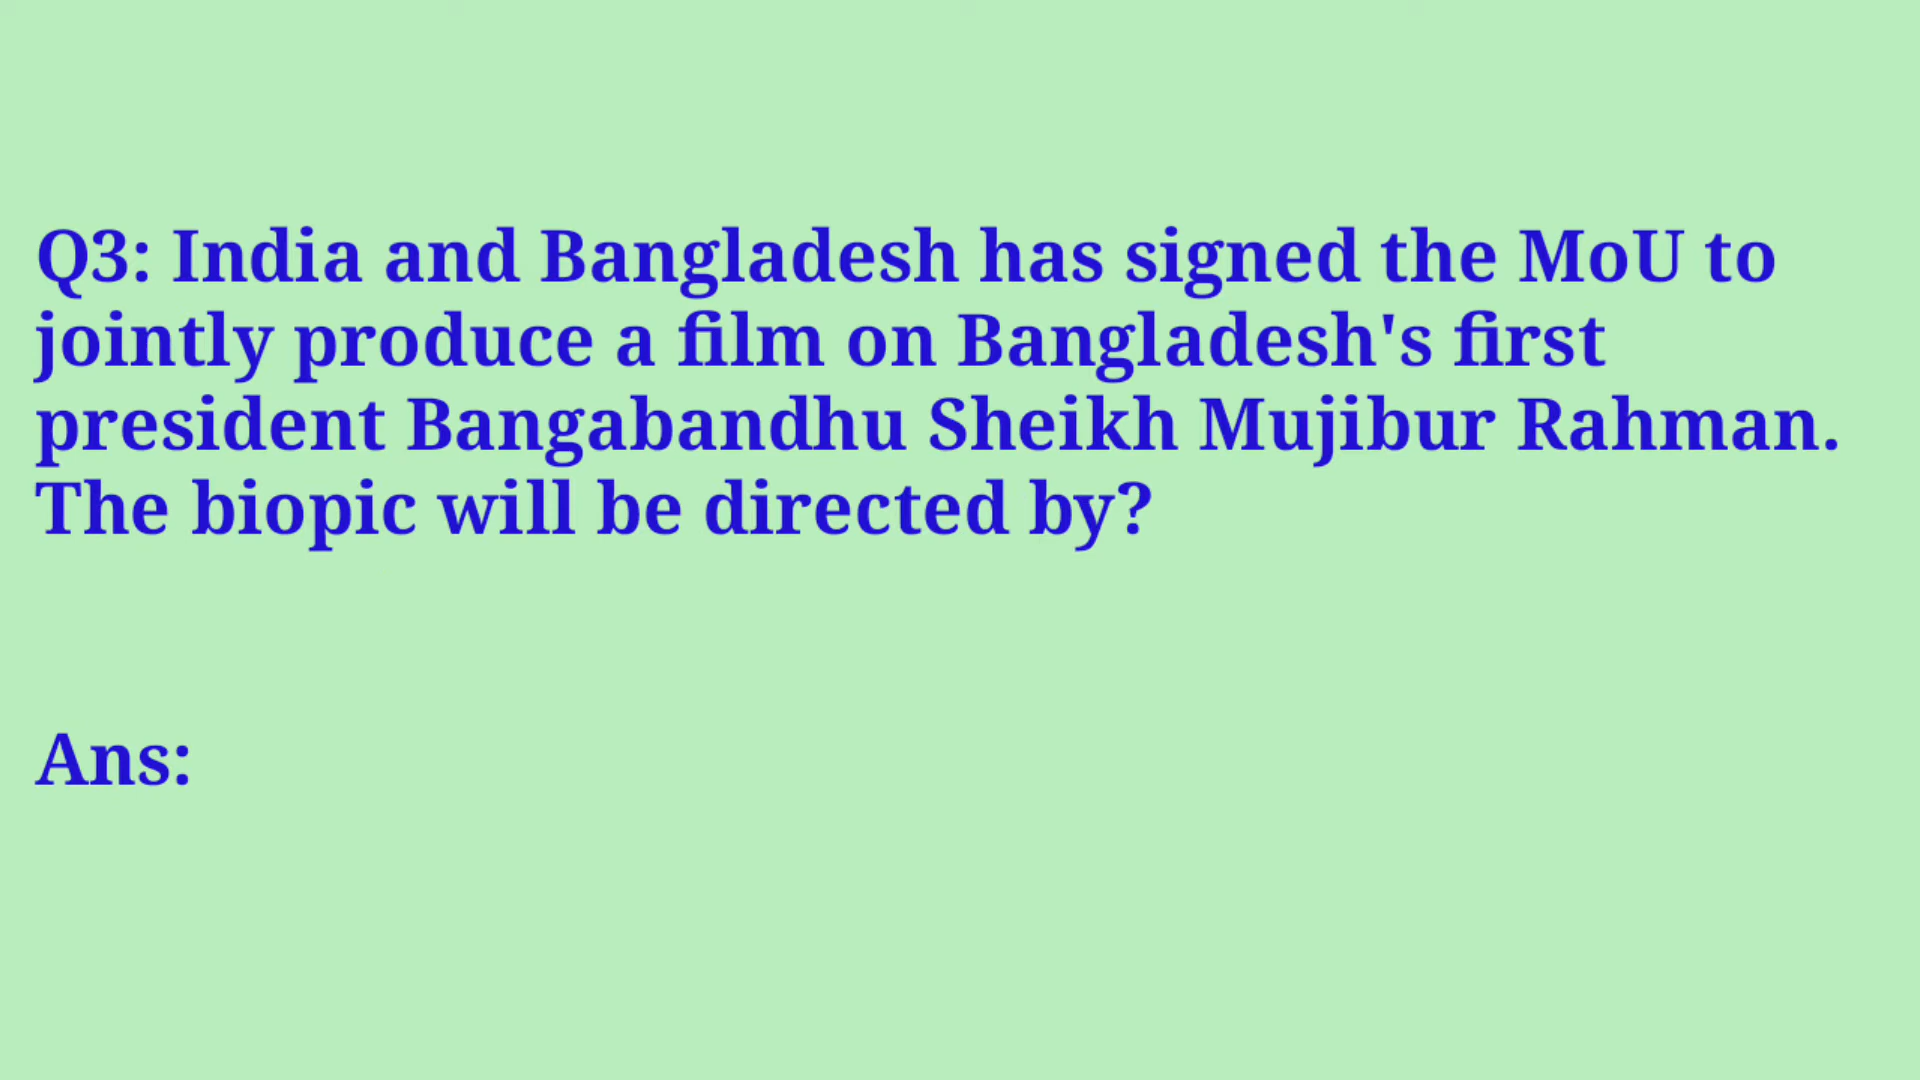 Q3: India and Bangladesh has signed the MoU to
jointly produce a film on Bangladesh's first
president Bangabandhu Sheikh Mujibur Rahman.
The biopic will be directed by?
Ans: